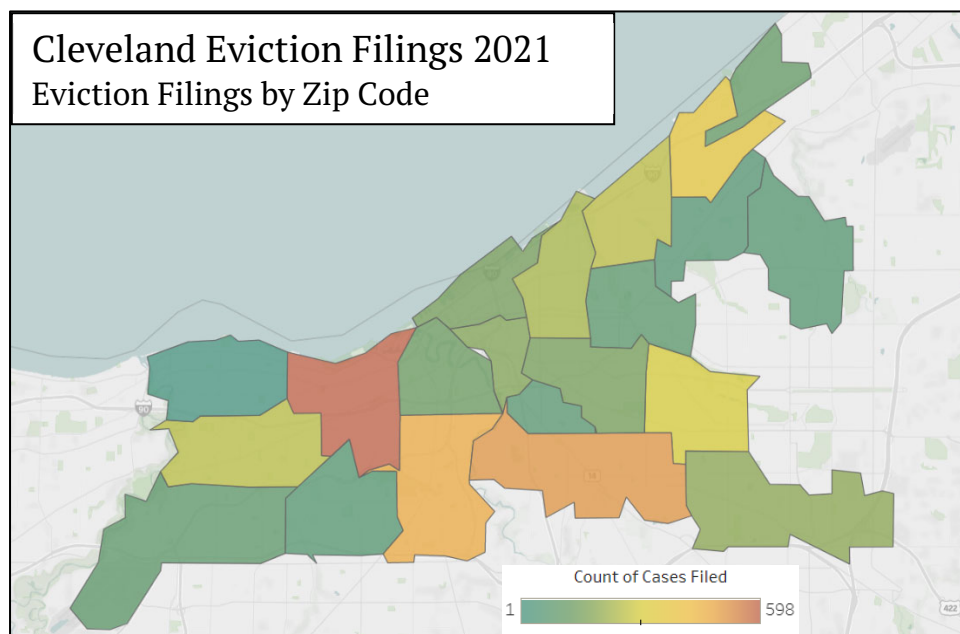 Cleveland Eviction Filings 2021
Eviction Filings by Zip Code
90
422
Count of Cases Filed
1
598